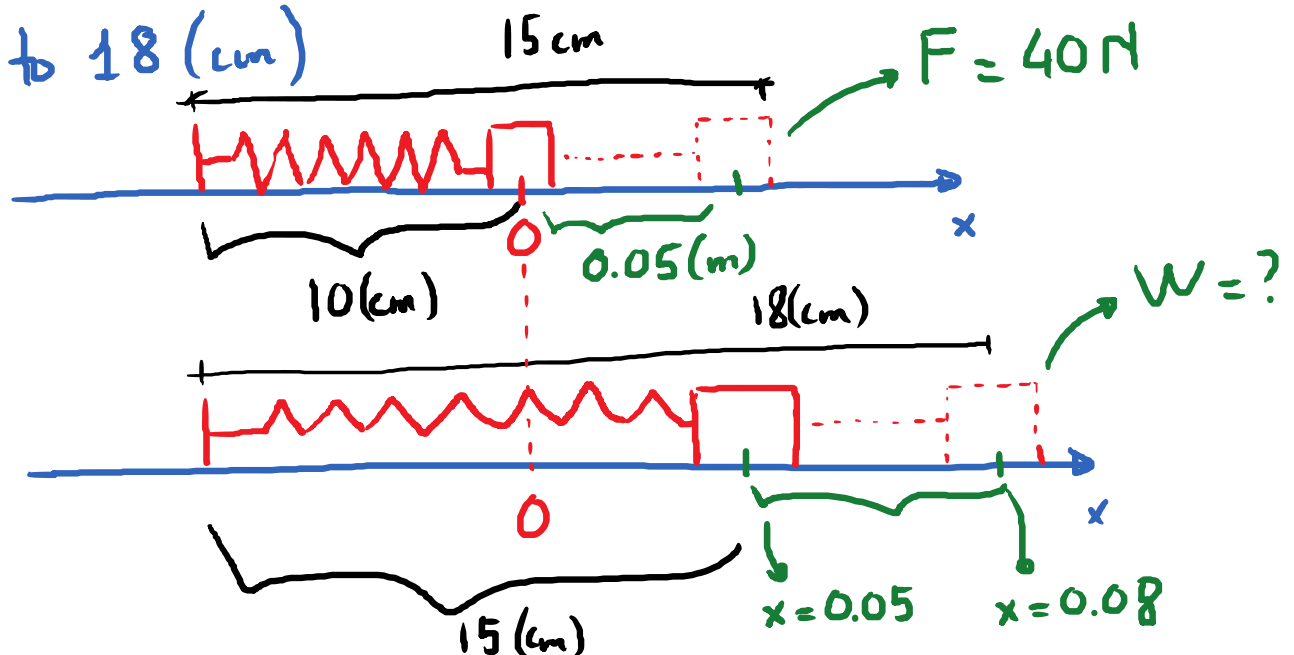 to 18 (cm)
15 cm
F = 40 N
x
0
0.05 (m)
10 (cm)
W = ?
18 (cm)
0
x
x = 0.05
x = 0.08
15 (cm)